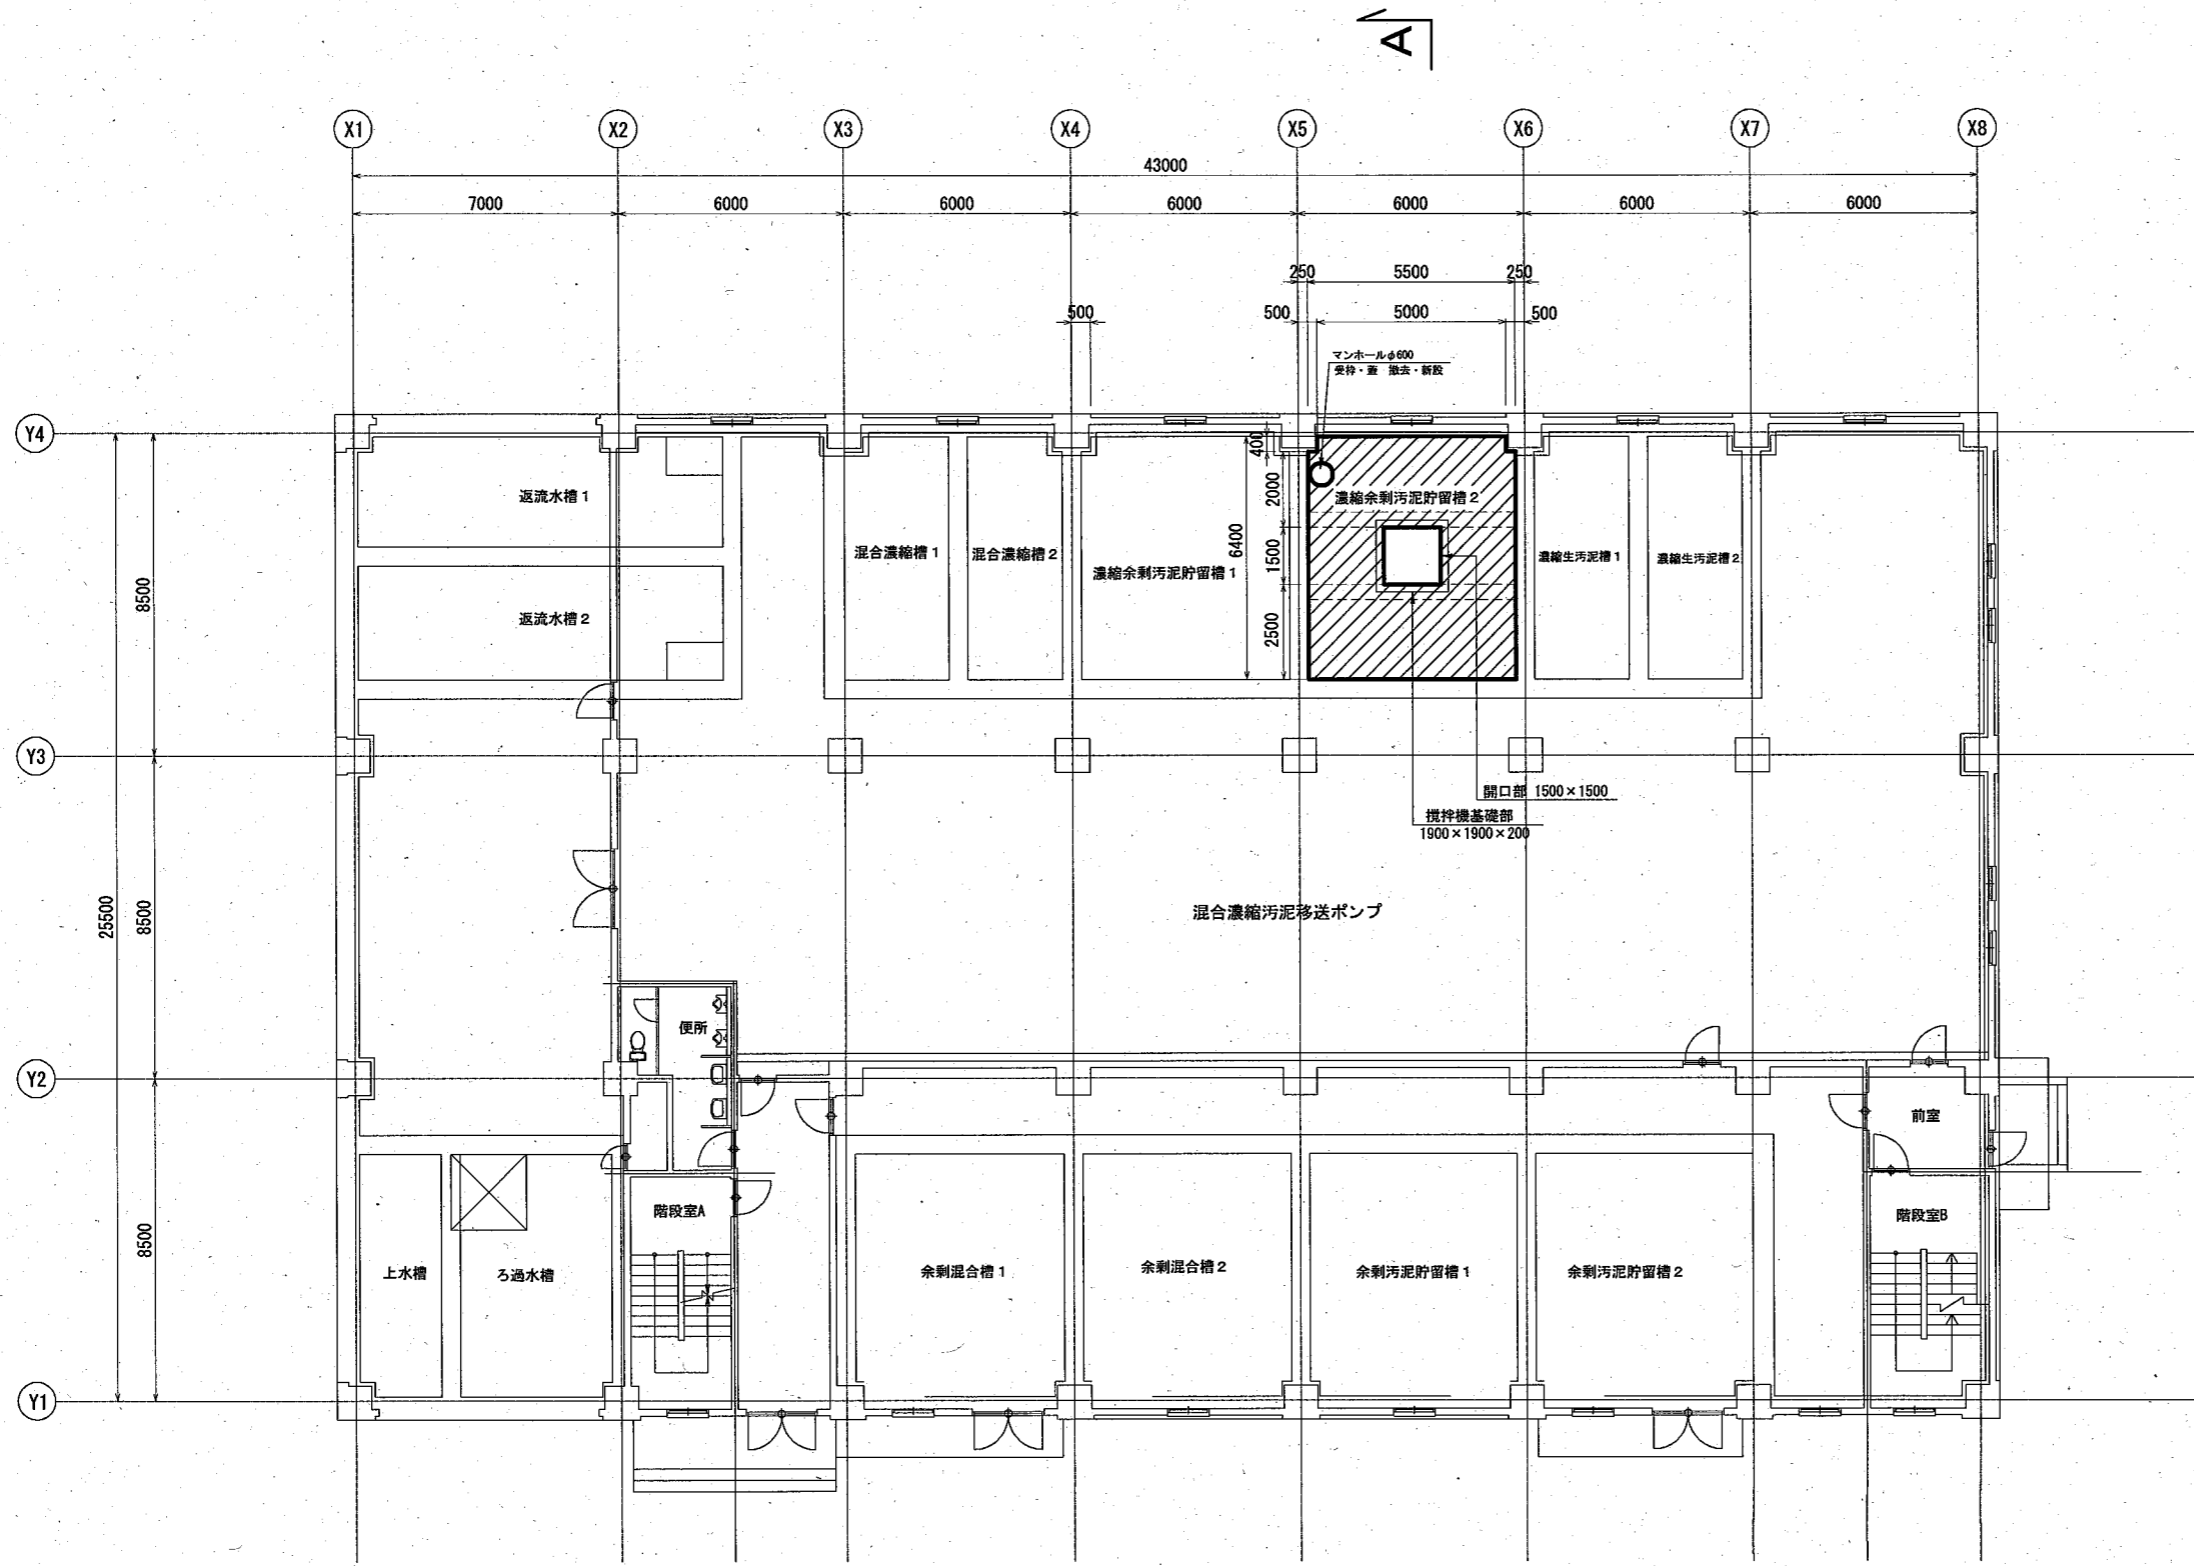 A
X1 X2 X3 X4 X5 X6 X7 X8
43000
7000 6000 6000 6000 6000 6000 6000
250 5500 250
500 500 5000 500
マンホールφ600
受枠・蓋 撤去・新設
Y4
400
返流水槽1
2000
濃縮余剰汚泥貯留槽2
混合濃縮槽1
混合濃縮槽2
濃縮余剰汚泥貯留槽1
6400
1500
濃縮生汚泥槽1
濃縮生汚泥槽2
8500
返流水槽2
2500
Y3
開口部 1500×1500
撹拌機基礎部
1900×1900×200
25500
8500
混合濃縮汚泥移送ポンプ
便所
Y2
前室
階段室A
階段室B
8500
上水槽
ろ過水槽
余剰混合槽1
余剰混合槽2
余剰汚泥貯留槽1
余剰汚泥貯留槽2
Y1